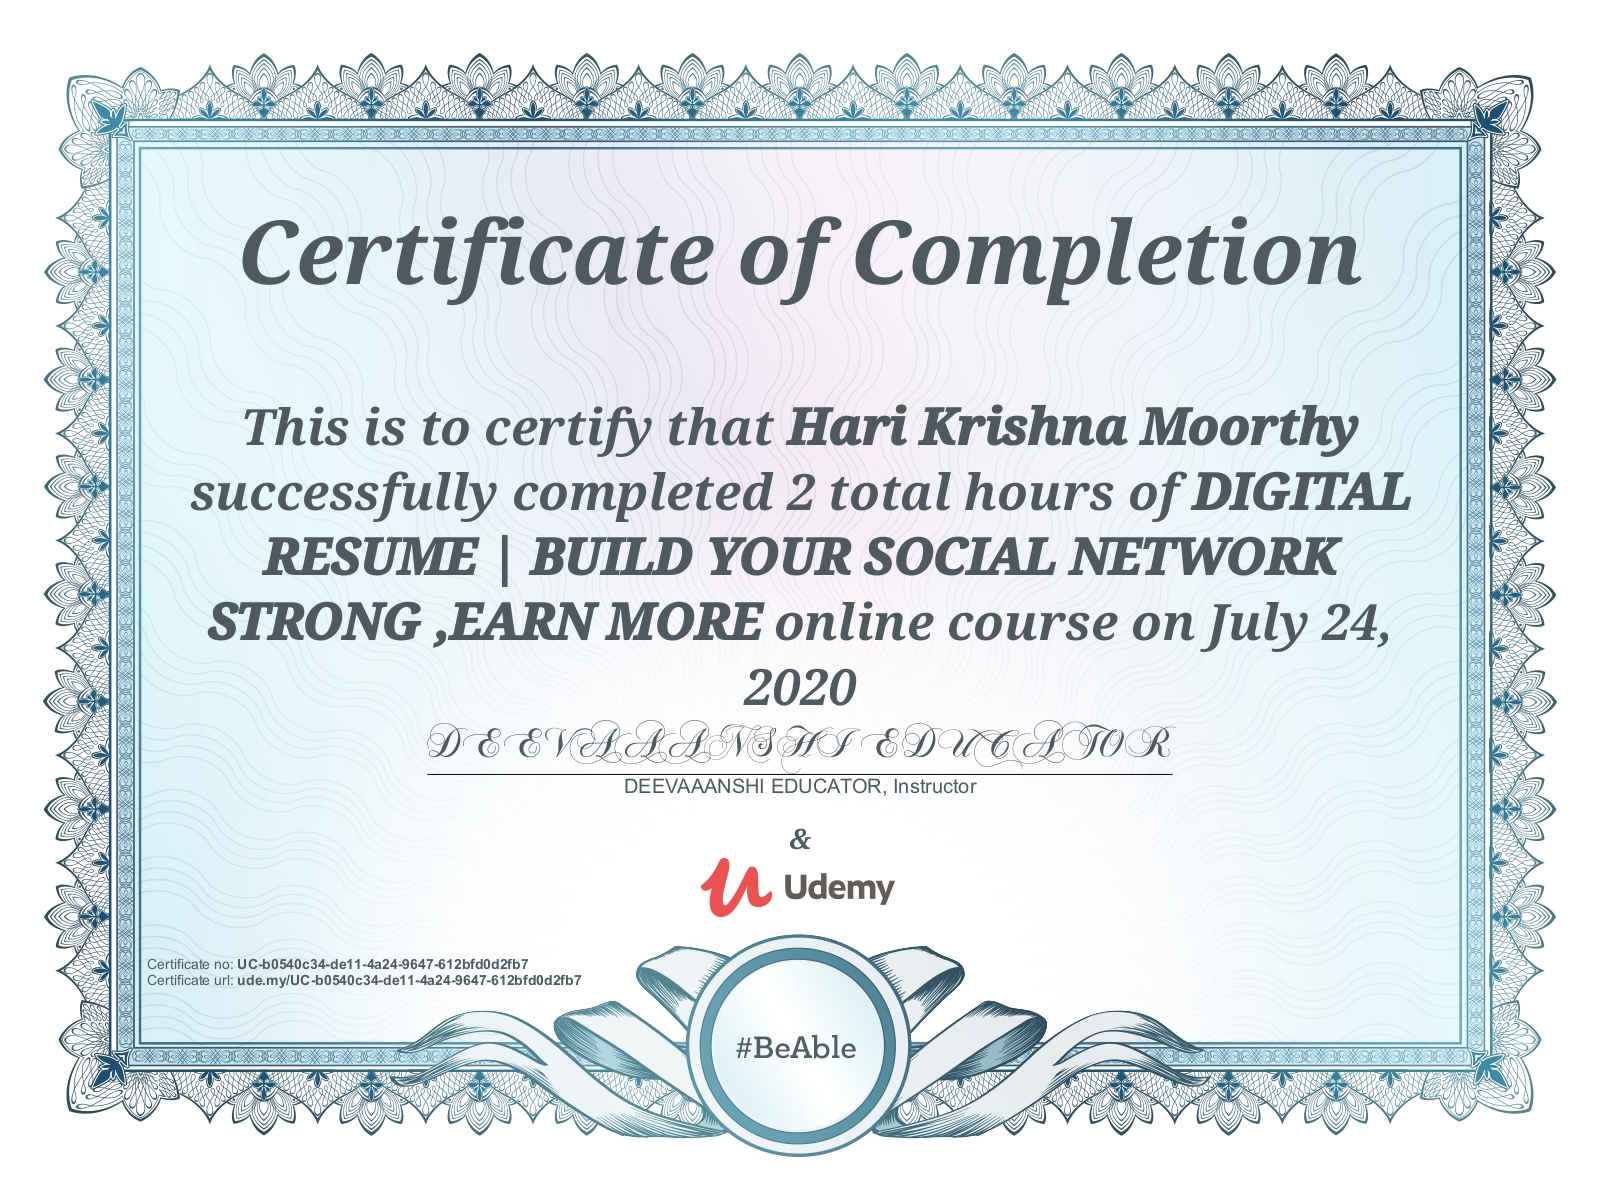 Certificate of Completion
This is to certify that Hari Krishna Moorthy
successfully completed 2 total hours of DIGITAL
RESUME | BUILD YOUR SOCIAL NETWORK
STRONG ,EARN MORE online course on July 24,
2020
DEEVAAANSHI EDUCATOR
DEEVAAANSHI EDUCATOR, Instructor
&
Udemy
Certificate no: UC-b0540c34-de11-4a24-9647-612bfd0d2fb7
Certificate url: ude.my/UC-b0540c34-de11-4a24-9647-612bfd0d2fb7
#BeAble